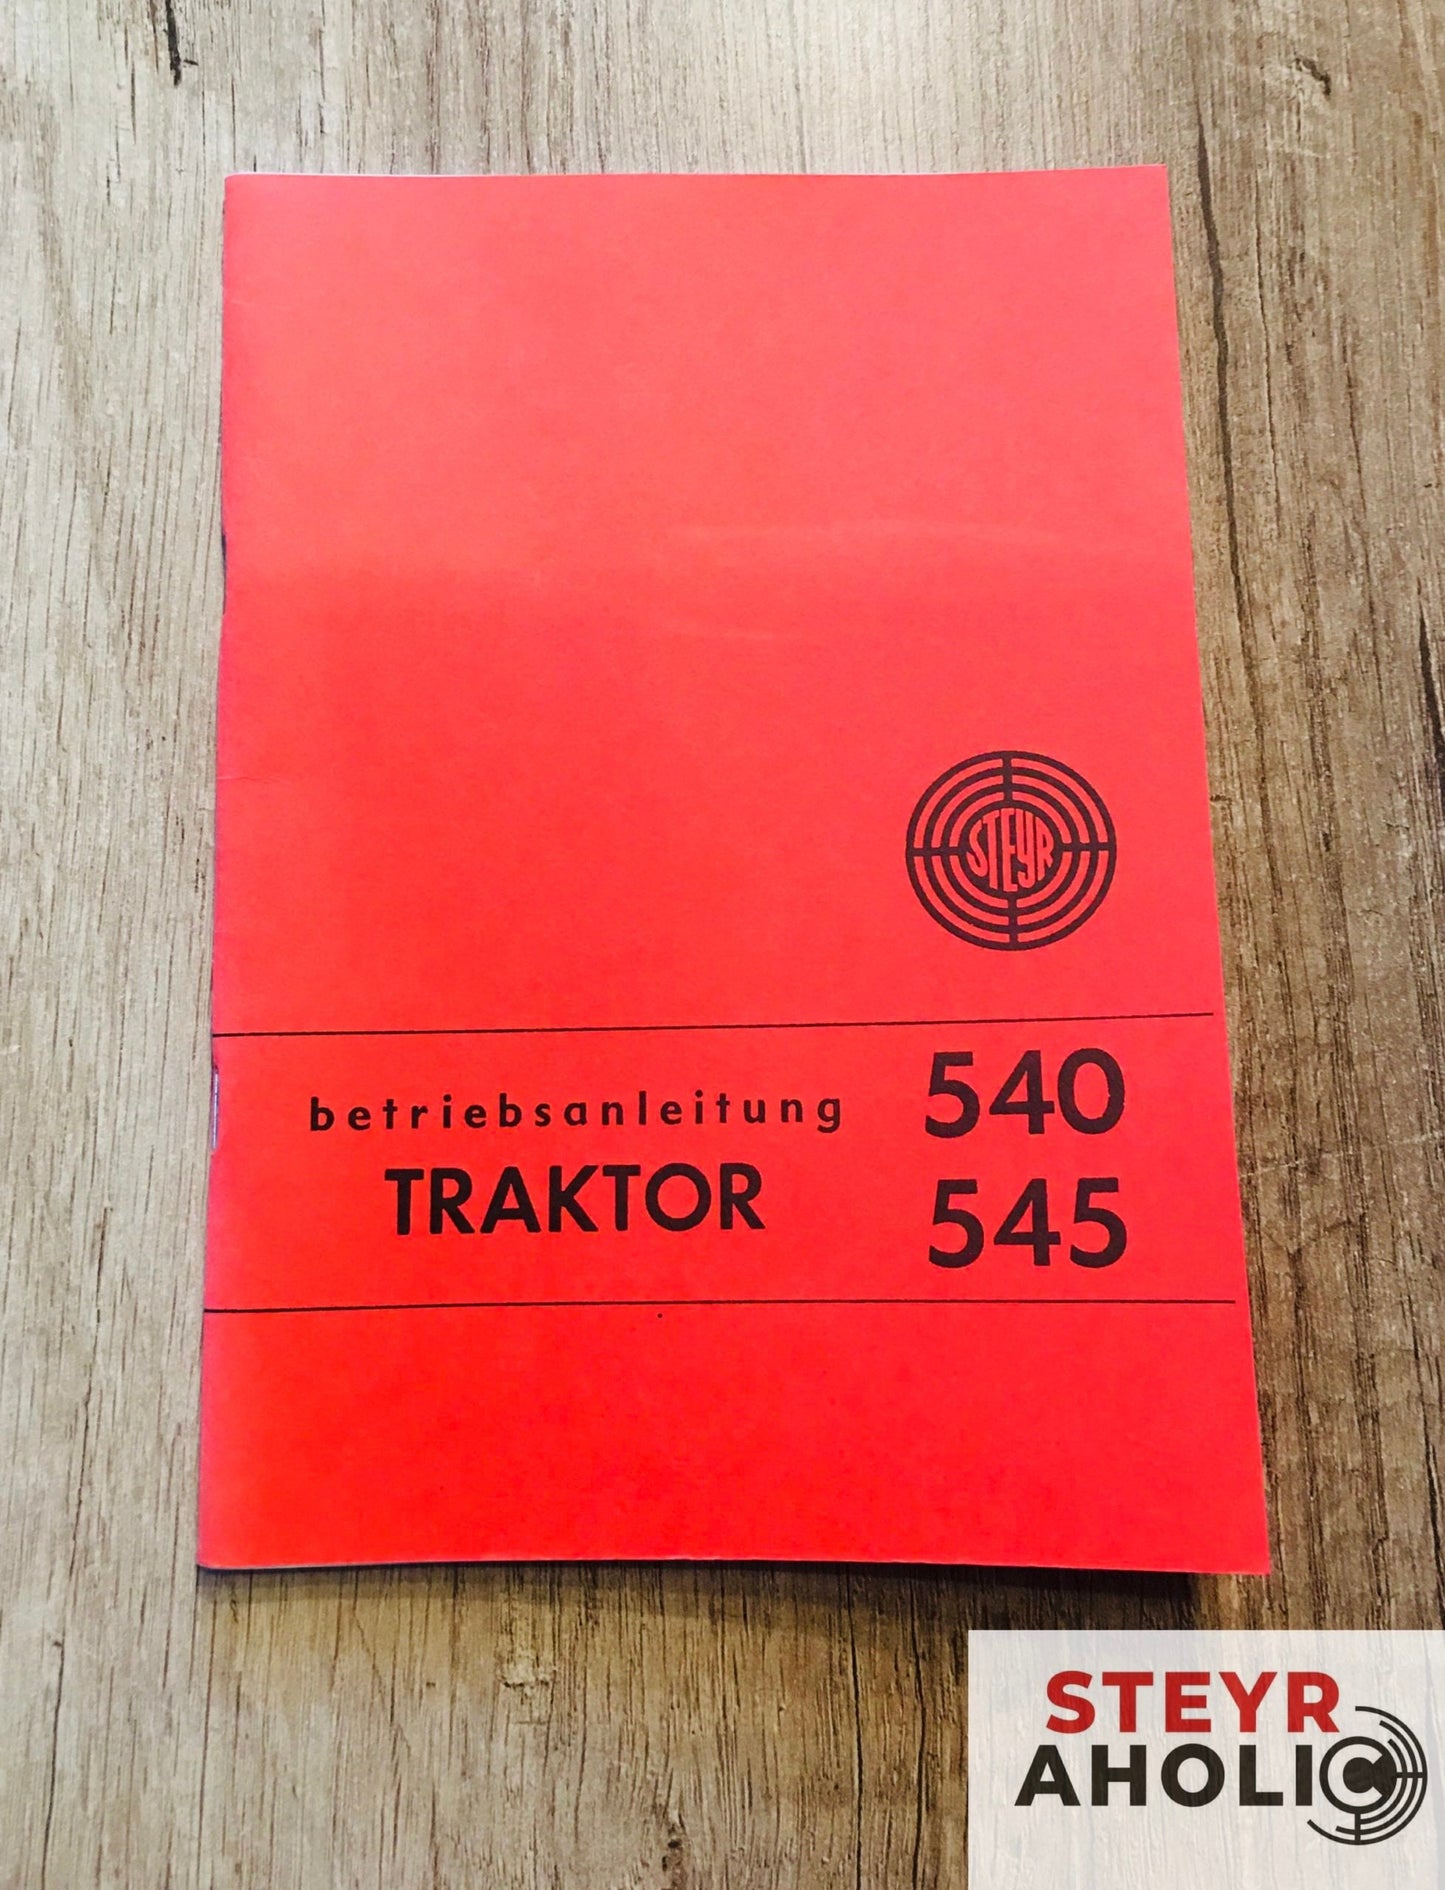 STEYR
betriebsanleitung
TRAKTOR
540
545
STEYR
AHOLIC